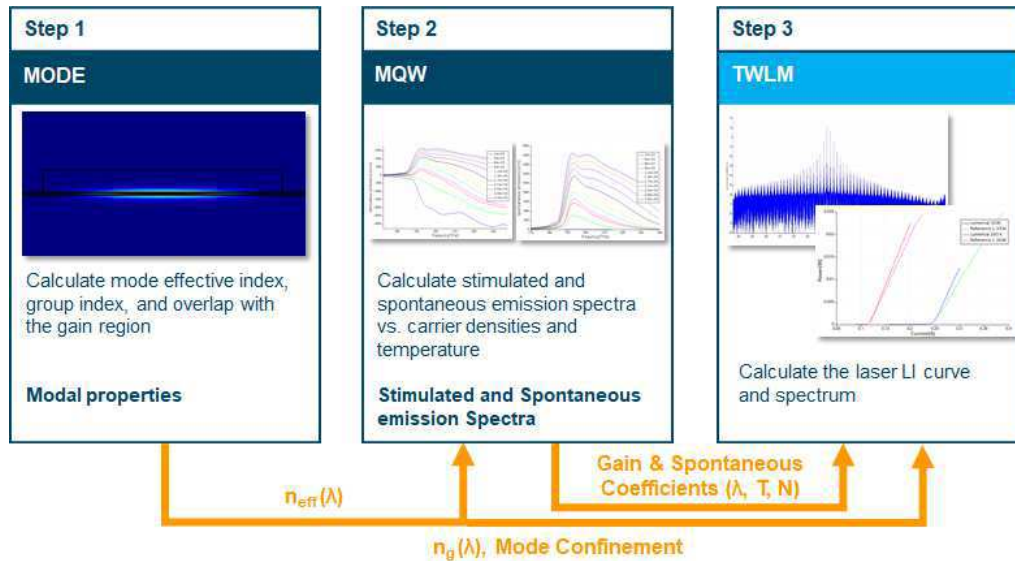 Step 1
MODE
Calculate mode effective index,
group index, and overlap with
the gain region
Modal properties
Step 2
MQW
Calculate stimulated and
spontaneous emission spectra
vs. carrier densities and
temperature
Stimulated and Spontaneous
emission Spectra
Step 3
TWLM
Calculate the laser LI curve
and spectrum
Gain & Spontaneous
Coefficients (λ, T, N)
n_eff(λ)
n_g(λ), Mode Confinement